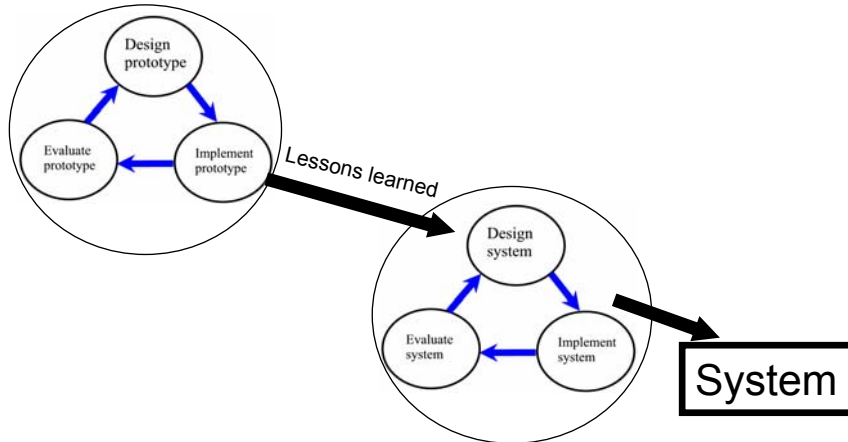 Design
prototype
Evaluate
prototype
Implement
prototype
Lessons learned
Design
system
Evaluate
system
Implement
system
System